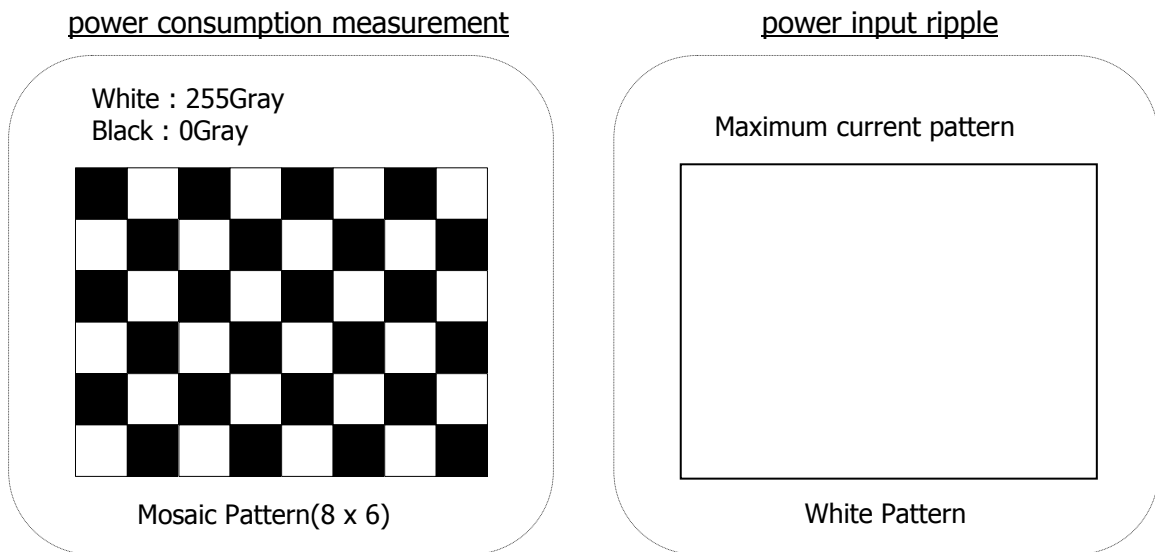 power consumption measurement
White : 255Gray
Black : 0Gray
Mosaic Pattern(8 x 6)
power input ripple
Maximum current pattern
White Pattern